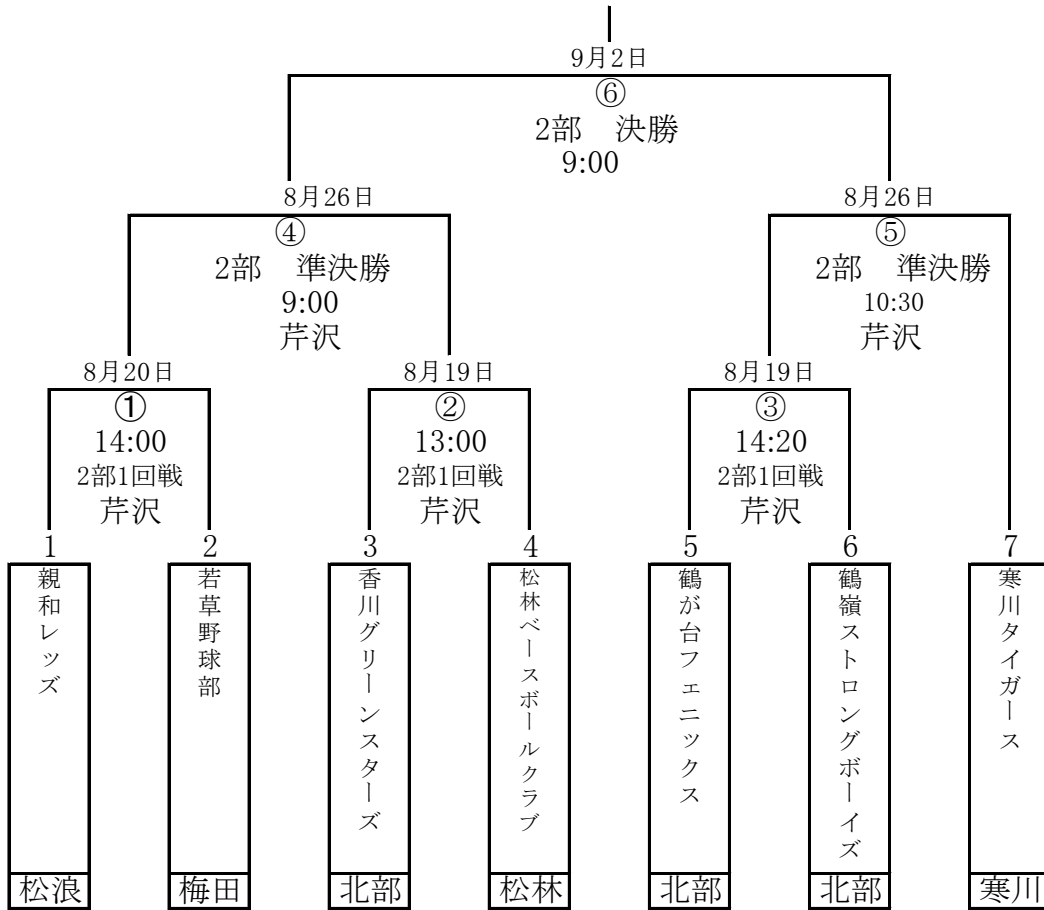 9月2日
⑥
2部　決勝
9:00
8月26日
④
2部　準決勝
9:00
芹沢
8月26日
⑤
2部　準決勝
10:30
芹沢
8月20日
①
14:00
2部1回戦
芹沢
8月19日
②
13:00
2部1回戦
芹沢
8月19日
③
14:20
2部1回戦
芹沢
1
親和レッズ
松浪
2
若草野球部
梅田
3
香川グリーンスターズ
北部
4
松林ベースボールクラブ
松林
5
鶴が台フェニックス
北部
6
鶴嶺ストロングボーイズ
北部
7
寒川タイガース
寒川